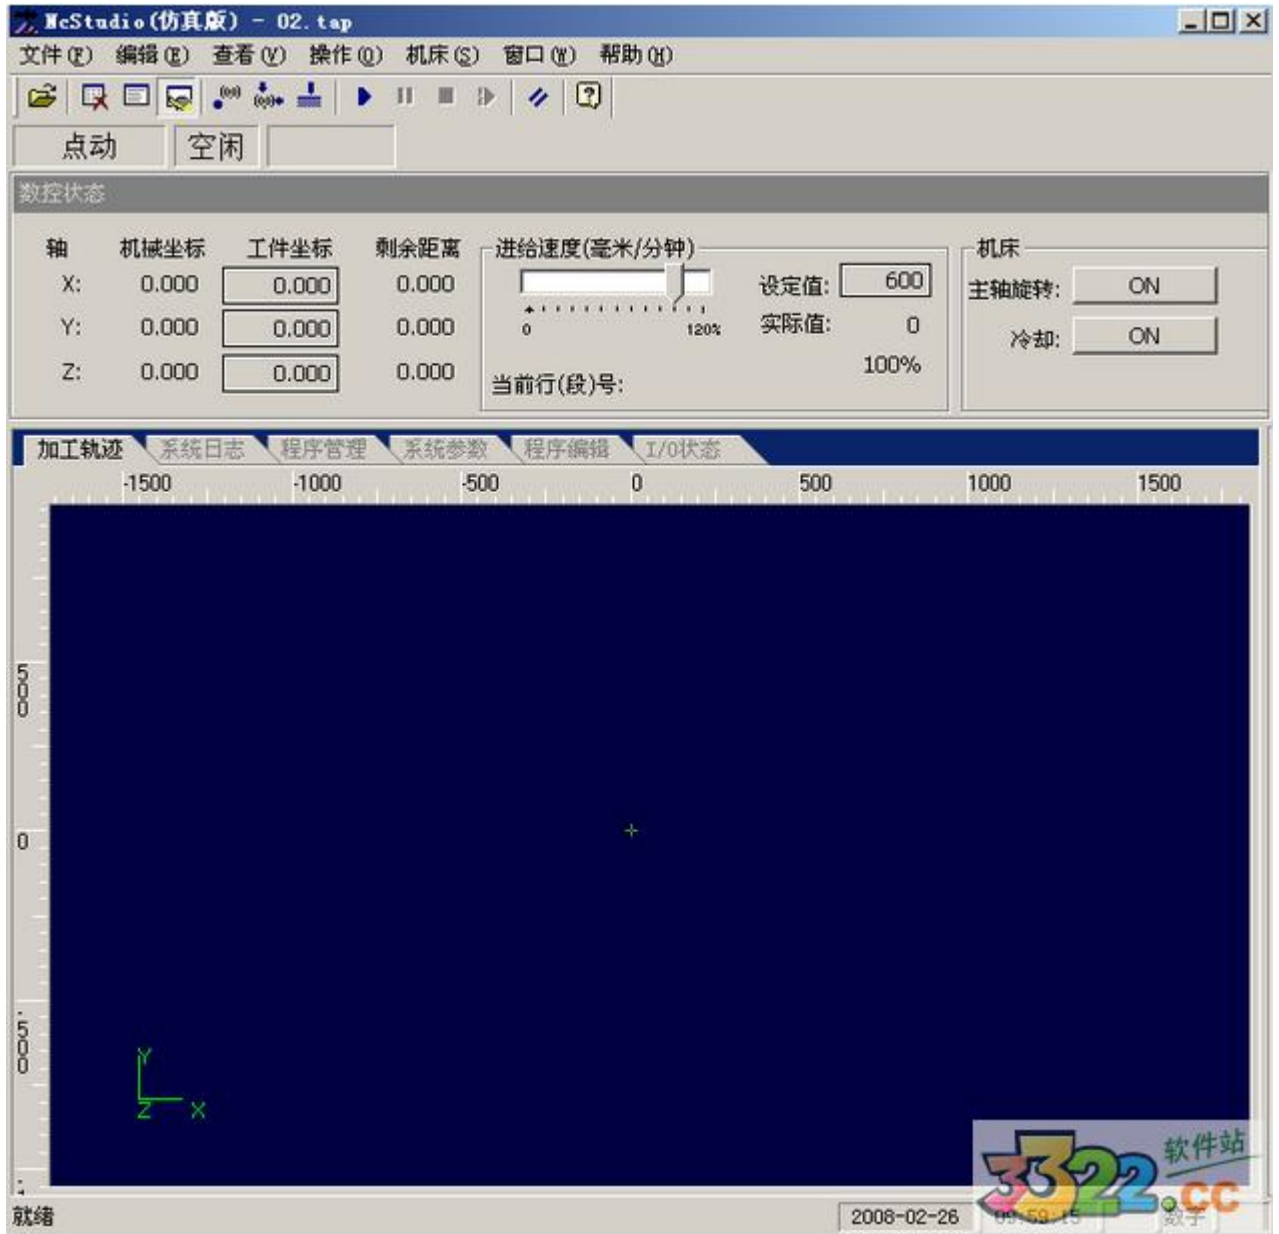 NcStudio(仿真版) - 02.tap
文件(F) 编辑(E) 查看(V) 操作(O) 机床(S) 窗口(W) 帮助(H)
点动 空闲
数控状态
轴 机械坐标 工件坐标 剩余距离 进给速度(毫米/分钟) 机床
X: 0.000 0.000 0.000 设定值: 600 主轴旋转: ON
0 120%
Y: 0.000 0.000 0.000 实际值: 0 冷却: ON
Z: 0.000 0.000 0.000 100%
当前行(段)号:
加工轨迹 系统日志 程序管理 系统参数 程序编辑 I/O状态
-1500 -1000 -500 0 500 1000 1500
500
0
-500
Y
Z X
3322.cc 软件站
就绪 2008-02-26 09:59:15 数字